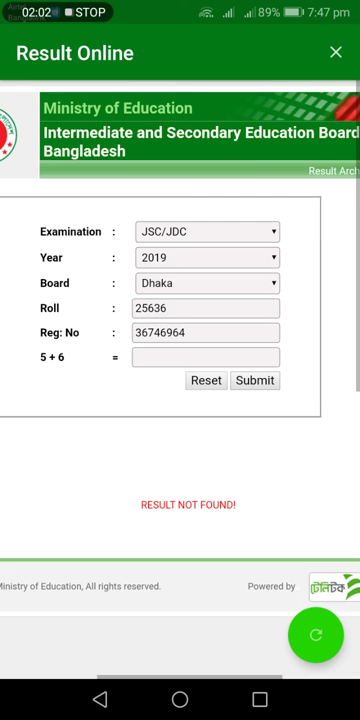 02:02 STOP 89% 7:47 pm
Result Online
Ministry of Education
Intermediate and Secondary Education Board
Bangladesh
Result Arch
Examination : JSC/JDC
Year : 2019
Board : Dhaka
Roll : 25636
Reg: No : 36746964
5 + 6 =
Reset Submit
RESULT NOT FOUND!
Ministry of Education, All rights reserved. Powered by টেলিটক